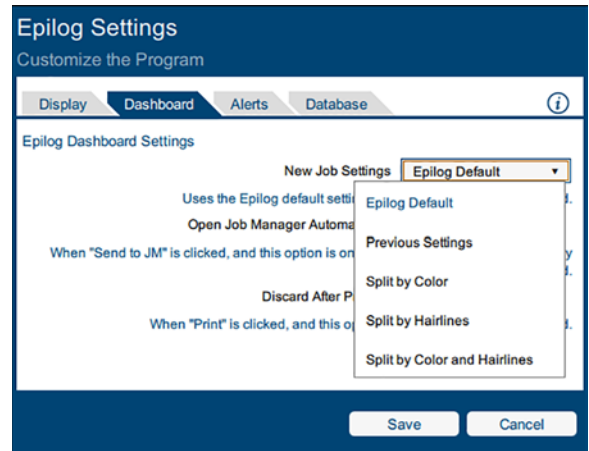 Epilog Settings
Customize the Program
Display Dashboard Alerts Database i
Epilog Dashboard Settings
New Job Settings Epilog Default
Uses the Epilog default d.
Epilog Default
Open Job Manager
Previous Settings
When "Send to JM" is clicked, and this option is on y
d.
Split by Color
Discard After
Split by Hairlines
When "Print" is clicked, and this d.
Split by Color and Hairlines
Save Cancel